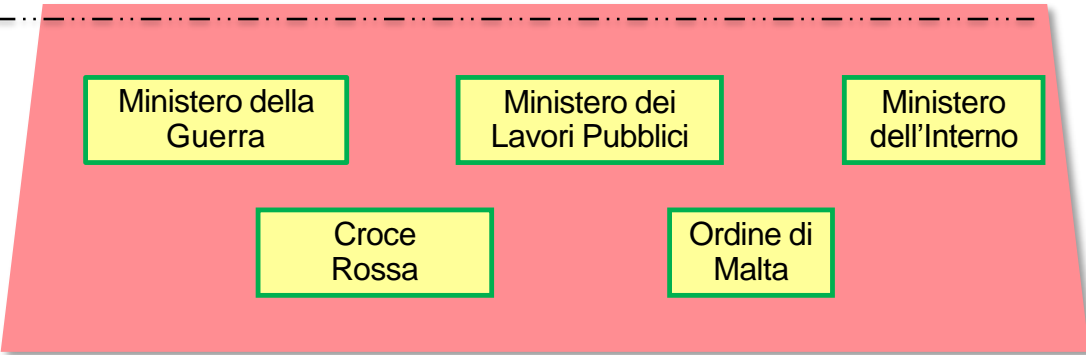 Ministero della
Guerra
Ministero dei
Lavori Pubblici
Ministero
dell’Interno
Croce
Rossa
Ordine di
Malta